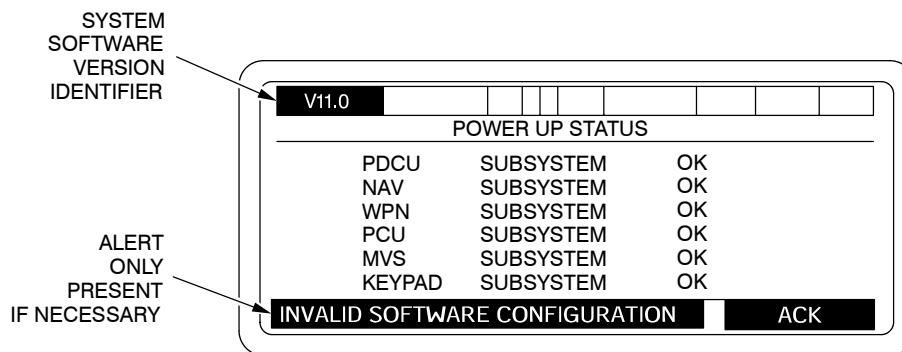 SYSTEM
SOFTWARE
VERSION
IDENTIFIER
V11.0
POWER UP STATUS
PDCU SUBSYSTEM OK
NAV SUBSYSTEM OK
WPN SUBSYSTEM OK
PCU SUBSYSTEM OK
MVS SUBSYSTEM OK
KEYPAD SUBSYSTEM OK
ALERT
ONLY
PRESENT
IF NECESSARY
INVALID SOFTWARE CONFIGURATION ACK